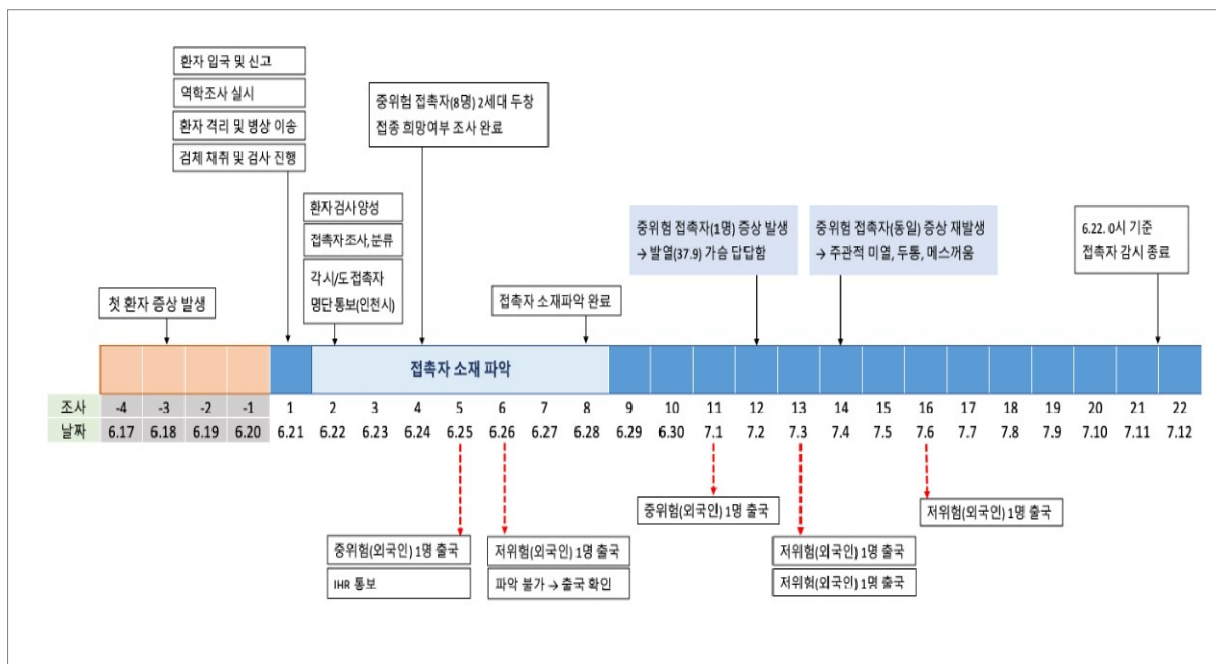 환자 입국 및 신고
역학조사 실시
환자 격리 및 병상 이송
검체 채취 및 검사 진행
중위험 접촉자(8명) 2세대 두창
접종 희망여부 조사 완료
환자 검사 양성
접촉자 조사, 분류
각 시/도 접촉자
명단 통보(인천시)
중위험 접촉자(1명) 증상 발생
→ 발열(37.9) 가슴 답답함
중위험 접촉자(동일) 증상 재발생
→ 주관적 미열, 두통, 메스꺼움
6.22. 0시 기준
접촉자 감시 종료
첫 환자 증상 발생
접촉자 소재파악 완료
접촉자 소재 파악
조사 -4 -3 -2 -1 1 2 3 4 5 6 7 8 9 10 11 12 13 14 15 16 17 18 19 20 21 22
날짜 6.17 6.18 6.19 6.20 6.21 6.22 6.23 6.24 6.25 6.26 6.27 6.28 6.29 6.30 7.1 7.2 7.3 7.4 7.5 7.6 7.7 7.8 7.9 7.10 7.11 7.12
중위험(외국인) 1명 출국
저위험(외국인) 1명 출국
중위험(외국인) 1명 출국
IHR 통보
저위험(외국인) 1명 출국
파악 불가 → 출국 확인
저위험(외국인) 1명 출국
저위험(외국인) 1명 출국